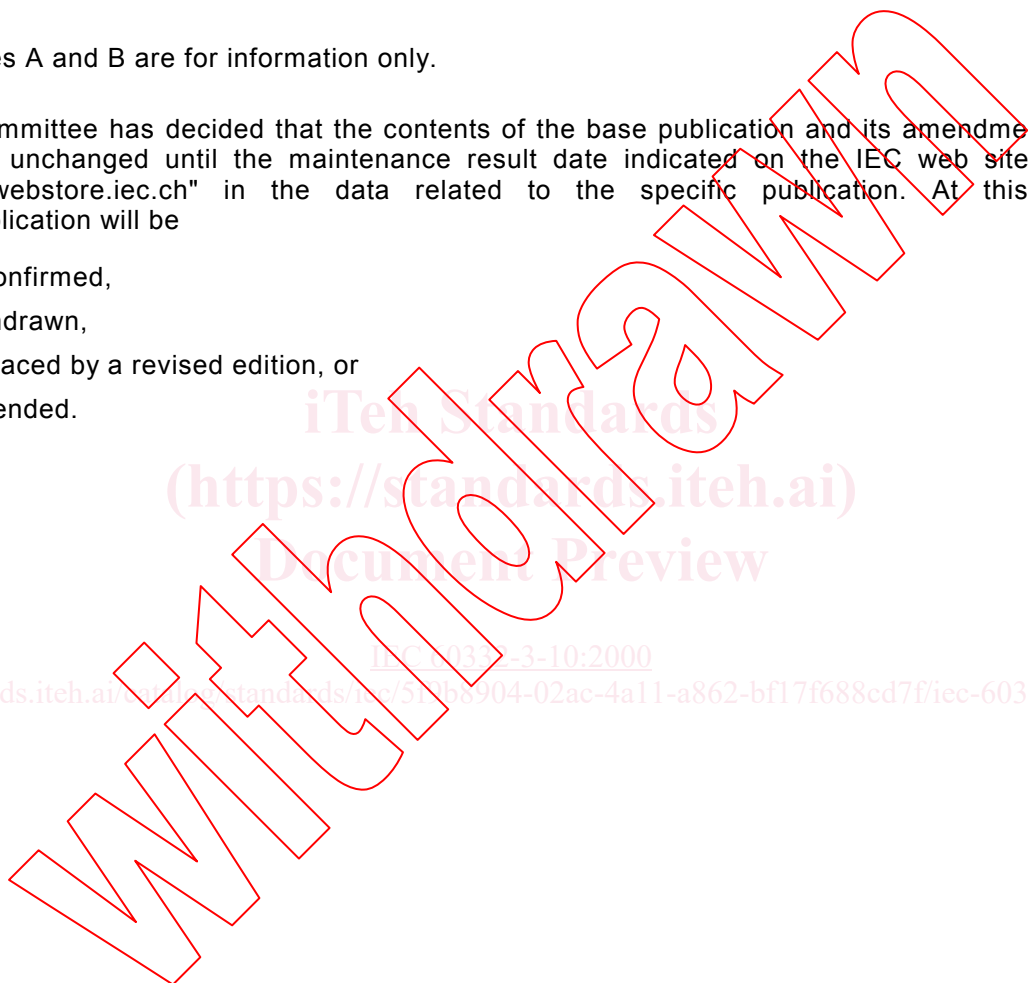 es A and B are for information only.
mmittee has decided that the contents of the base publication and its amendme
unchanged until the maintenance result date indicated on the IEC web site
webstore.iec.ch" in the data related to the specific publication. At this
lication will be
onfirmed,
ndrawn,
laced by a revised edition, or
ended.
iTeh Standards
(https://standards.iteh.ai)
Document Preview
IEC 60332-3-10:2000
ds.iteh.ai/catalog/standards/iec/5f9b8904-02ac-4a11-a862-bf17f688cd7f/iec-603
withdrawn